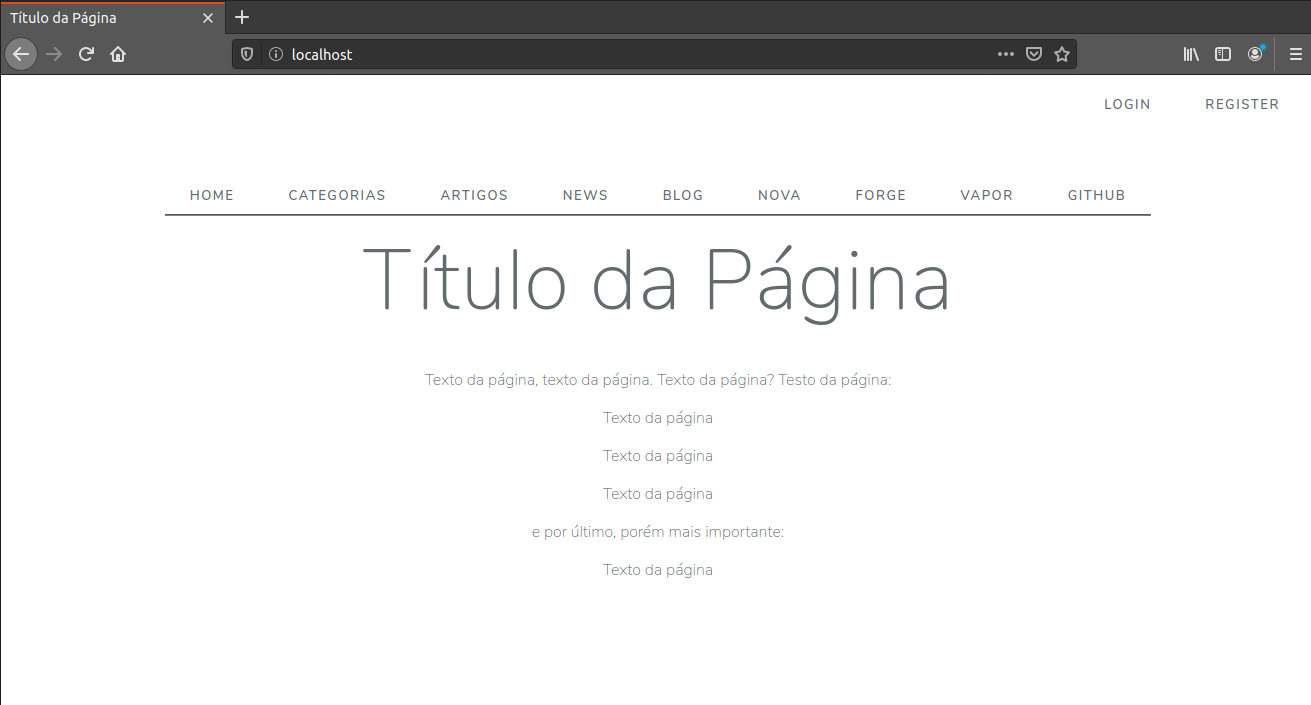 Título da Página
localhost
LOGIN REGISTER
HOME CATEGORIAS ARTIGOS NEWS BLOG NOVA FORGE VAPOR GITHUB
Título da Página
Texto da página, texto da página. Texto da página? Testo da página:
Texto da página
Texto da página
Texto da página
e por último, porém mais importante:
Texto da página